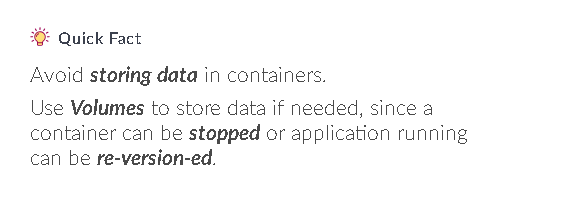 Quick Fact
Avoid storing data in containers.
Use Volumes to store data if needed, since a
container can be stopped or application running
can be re-version-ed.